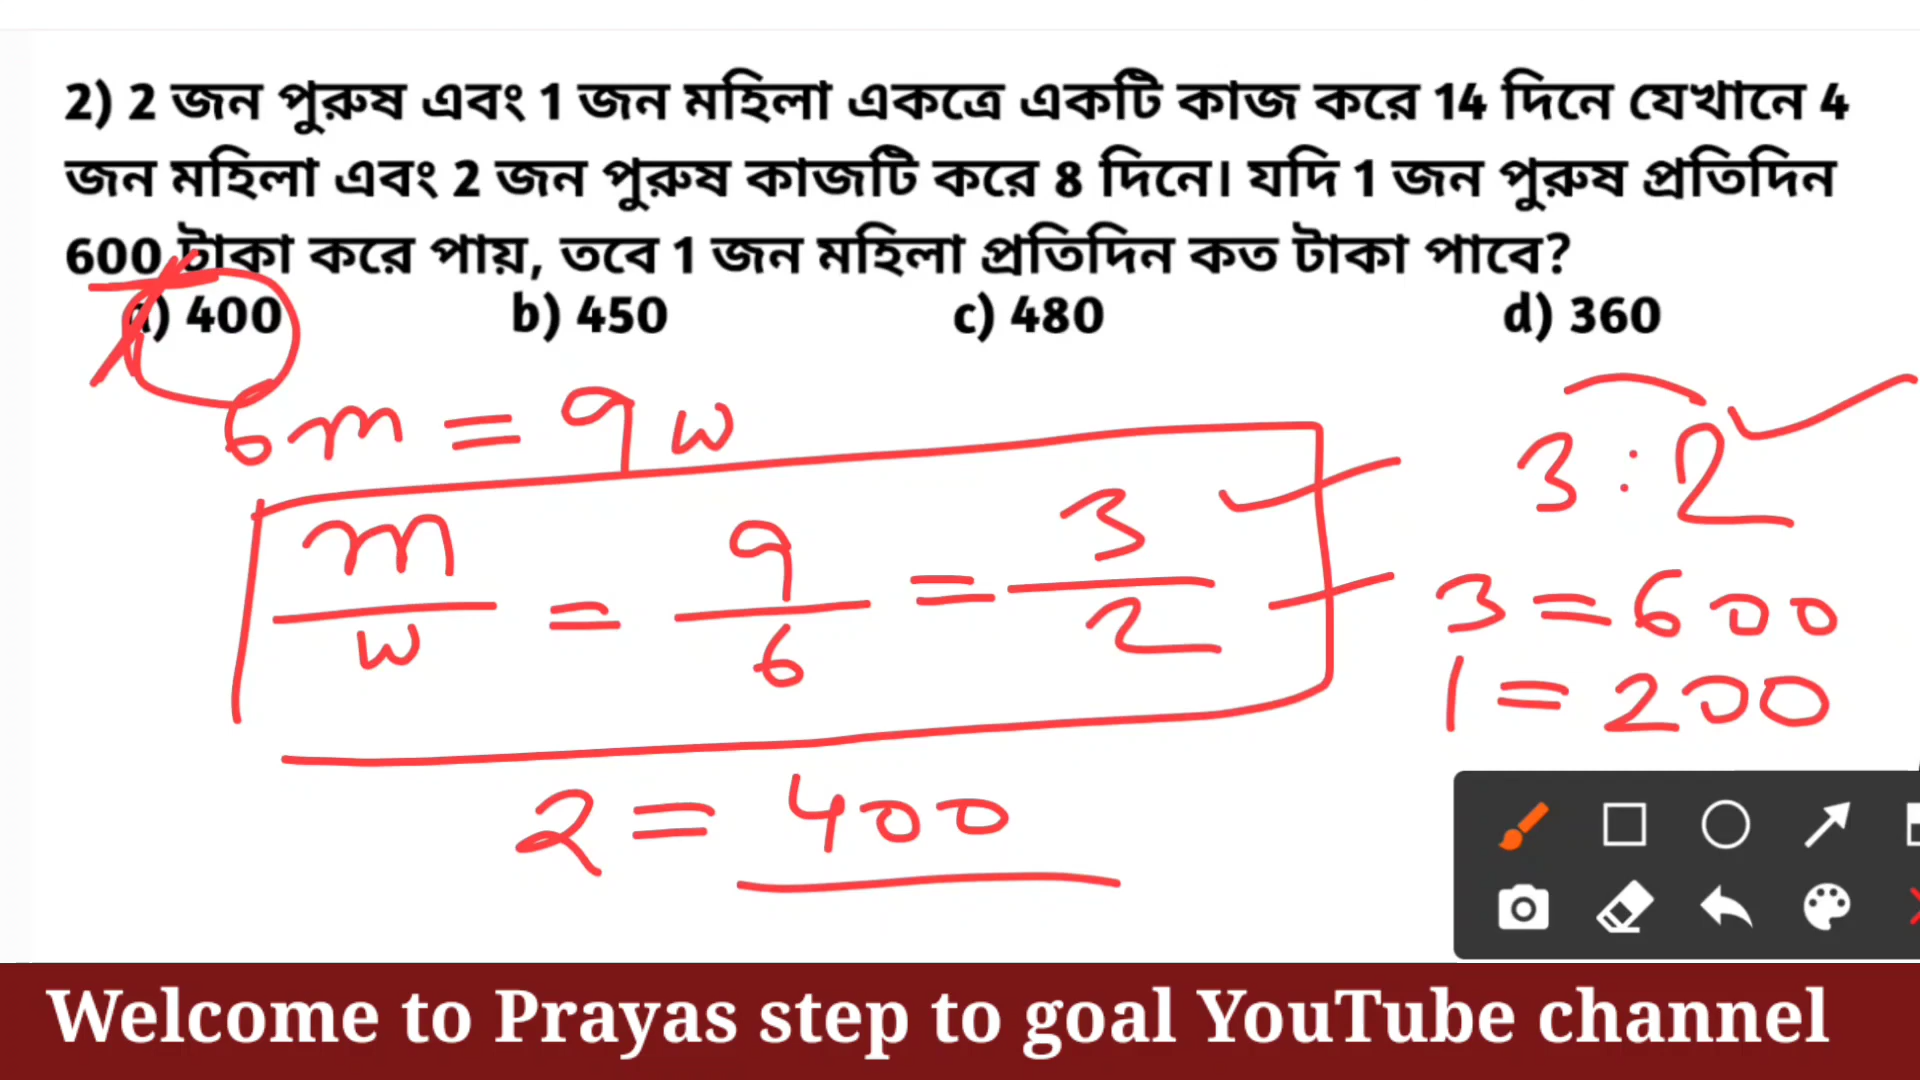 2) 2 জন পুরুষ এবং 1 জন মহিলা একত্রে একটি কাজ করে 14 দিনে যেখানে 4
জন মহিলা এবং 2 জন পুরুষ কাজটি করে 8 দিনে। যদি 1 জন পুরুষ প্রতিদিন
600 টাকা করে পায়, তবে 1 জন মহিলা প্রতিদিন কত টাকা পাবে?
a) 400 b) 450 c) 480 d) 360
6m = 9w
m/w = 9/6 = 3/2
3 : 2
3 = 600
1 = 200
2 = 400
Welcome to Prayas step to goal YouTube channel